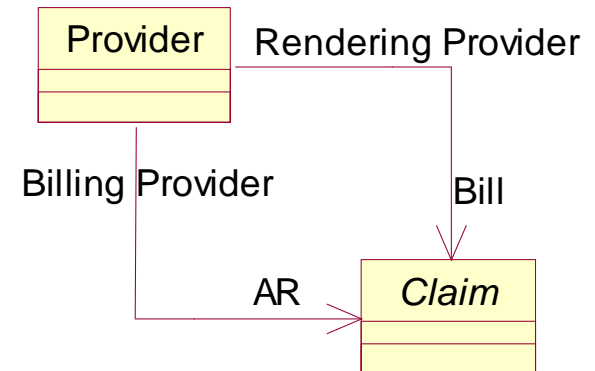 Provider
Rendering Provider
Billing Provider
Bill
AR
Claim